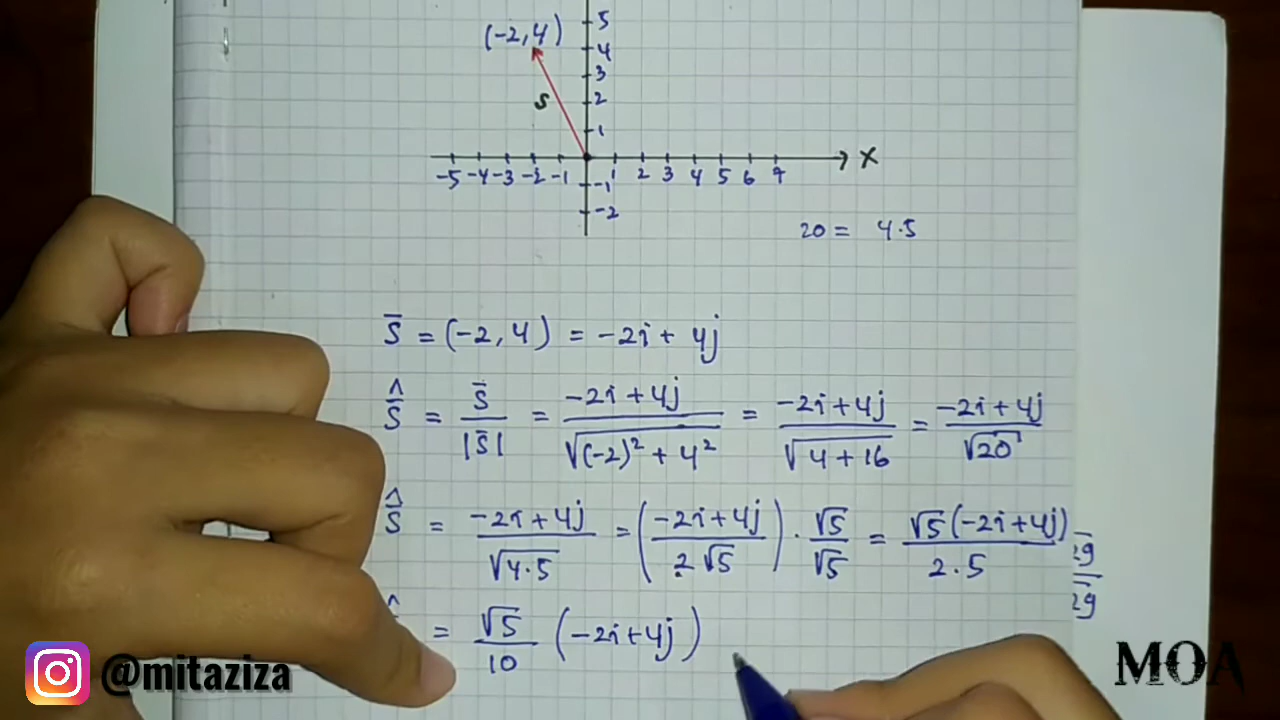 5
(-2,4)
4
3
s
2
1
-5 -4 -3 -2 -1 1 2 3 4 5 6 7 X
-1
-2
20 = 4·5
s̅ = (-2, 4) = -2i + 4j
ŝ̅ = s̅ / |s̅| = (-2i + 4j) / √((-2)² + 4²) = (-2i + 4j) / √(4 + 16) = (-2i + 4j) / √20
ŝ̅ = (-2i + 4j) / √(4·5) = ((-2i + 4j) / (2√5)) · √5/√5 = √5(-2i + 4j) / (2·5)
= √5/10 (-2i + 4j)
@mitaziza
MOA